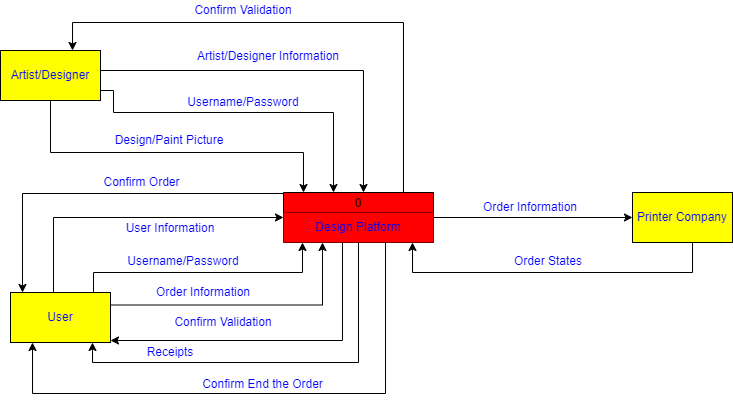 Confirm Validation
Artist/Designer Information
Artist/Designer
Username/Password
Design/Paint Picture
Confirm Order
0
Design Platform
User Information
Order Information
Printer Company
Username/Password
Order States
Order Information
User
Confirm Validation
Receipts
Confirm End the Order